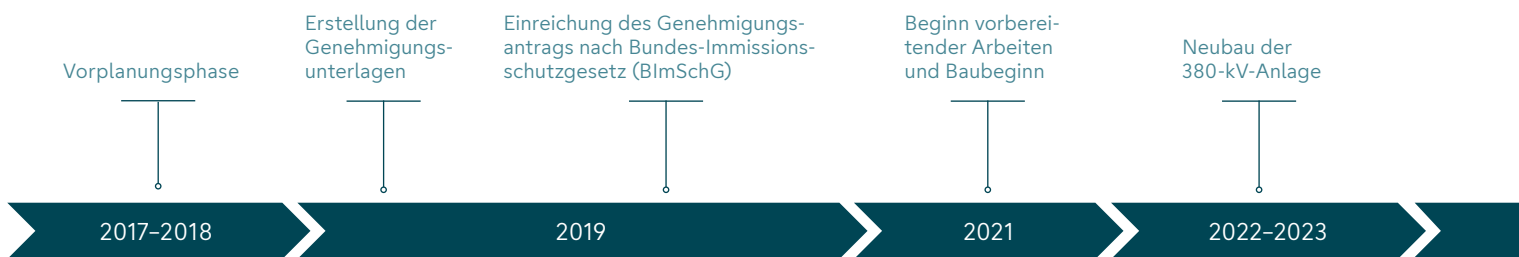 Vorplanungsphase
Erstellung der
Genehmigungs-
unterlagen
Einreichung des Genehmigungs-
antrags nach Bundes-Immissions-
schutzgesetz (BImSchG)
Beginn vorberei-
tender Arbeiten
und Baubeginn
Neubau der
380-kV-Anlage
2017–2018
2019
2021
2022–2023